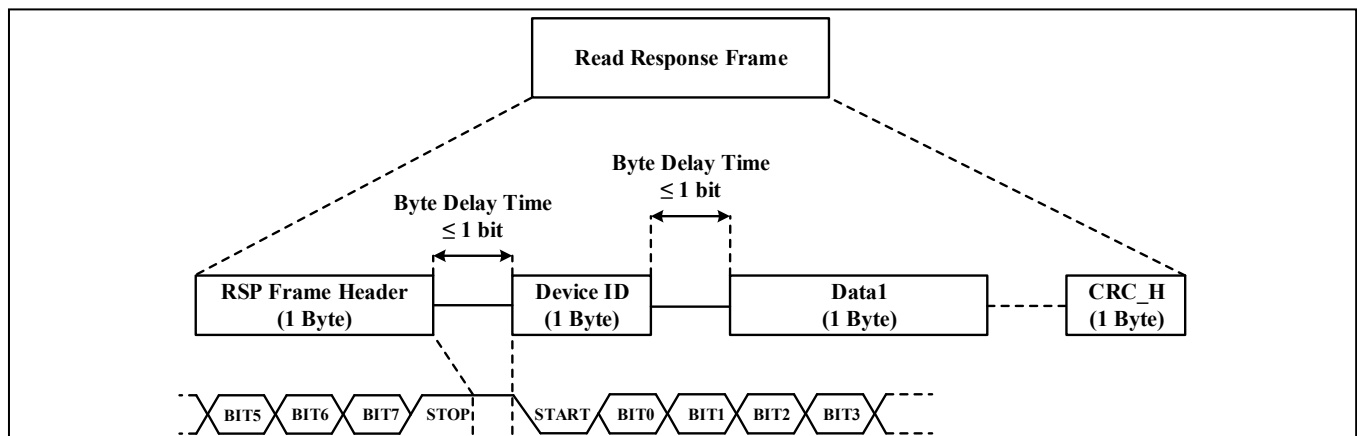 Read Response Frame
Byte Delay Time
≤ 1 bit
Byte Delay Time
≤ 1 bit
RSP Frame Header
(1 Byte)
Device ID
(1 Byte)
Data1
(1 Byte)
CRC_H
(1 Byte)
BIT5 BIT6 BIT7 STOP START BIT0 BIT1 BIT2 BIT3